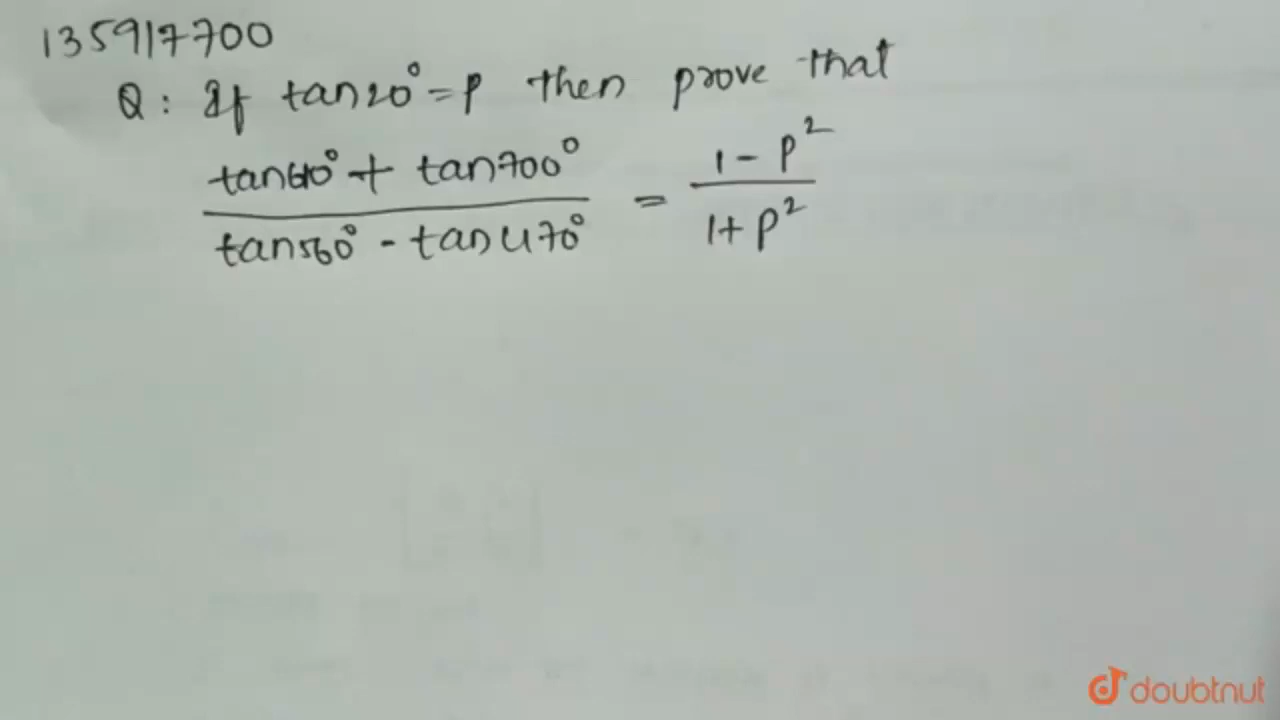 135917700
Q: If tan20° = p then prove that
tan610° + tan700° / tan560° - tan470° = 1 - p² / 1 + p²
doubtnut